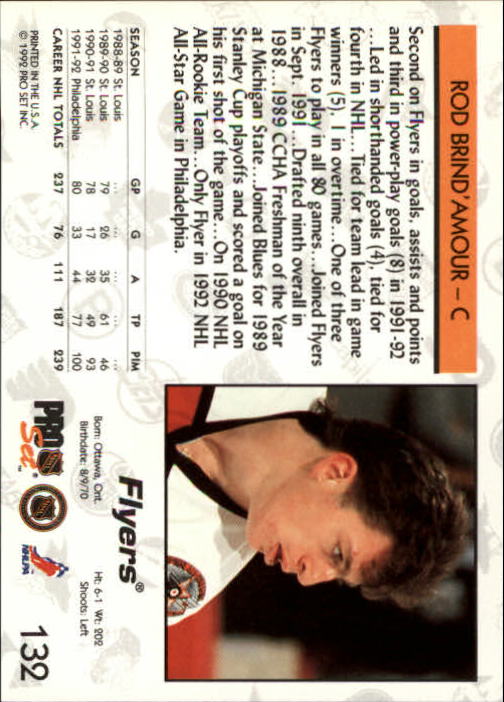 ROD BRIND'AMOUR – C
Second on Flyers in goals, assists and points
and third in power-play goals (8) in 1991-92
...Led in shorthanded goals (4), tied for
fourth in NHL...Tied for team lead in game
winners (5), 1 in overtime...One of three
Flyers to play in all 80 games...Joined Flyers
in Sept. 1991...Drafted ninth overall in
1988...1989 CCHA Freshman of the Year
at Michigan State...Joined Blues for 1989
Stanley Cup playoffs and scored a goal on
his first shot of the game...On 1990 NHL
All-Rookie Team...Only Flyer in 1992 NHL
All-Star Game in Philadelphia.
SEASON GP G A TP PIM
1988-89 St. Louis ... ... ... ... ...
1989-90 St. Louis 79 26 35 61 46
1990-91 St. Louis 78 17 32 49 93
1991-92 Philadelphia 80 33 44 77 100
CAREER NHL TOTALS 237 76 111 187 239
PRINTED IN THE U.S.A.
© 1992 PRO SET INC.
Flyers®
Born: Ottawa, Ont. Ht: 6-1 Wt: 202
Birthdate: 8/9/70 Shoots: Left
PRO Set™ ®
NHL
NHLPA
132